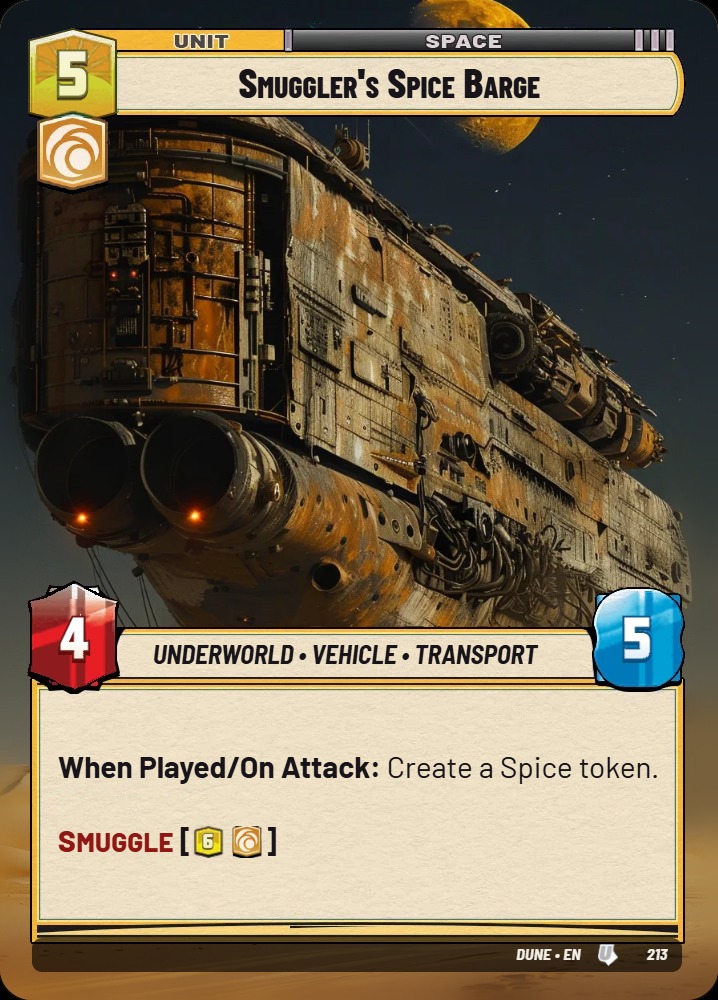 UNIT
SPACE
5
Smuggler's Spice Barge
4
UNDERWORLD • VEHICLE • TRANSPORT
5
When Played/On Attack: Create a Spice token.
SMUGGLE [6 ]
DUNE • EN U 213